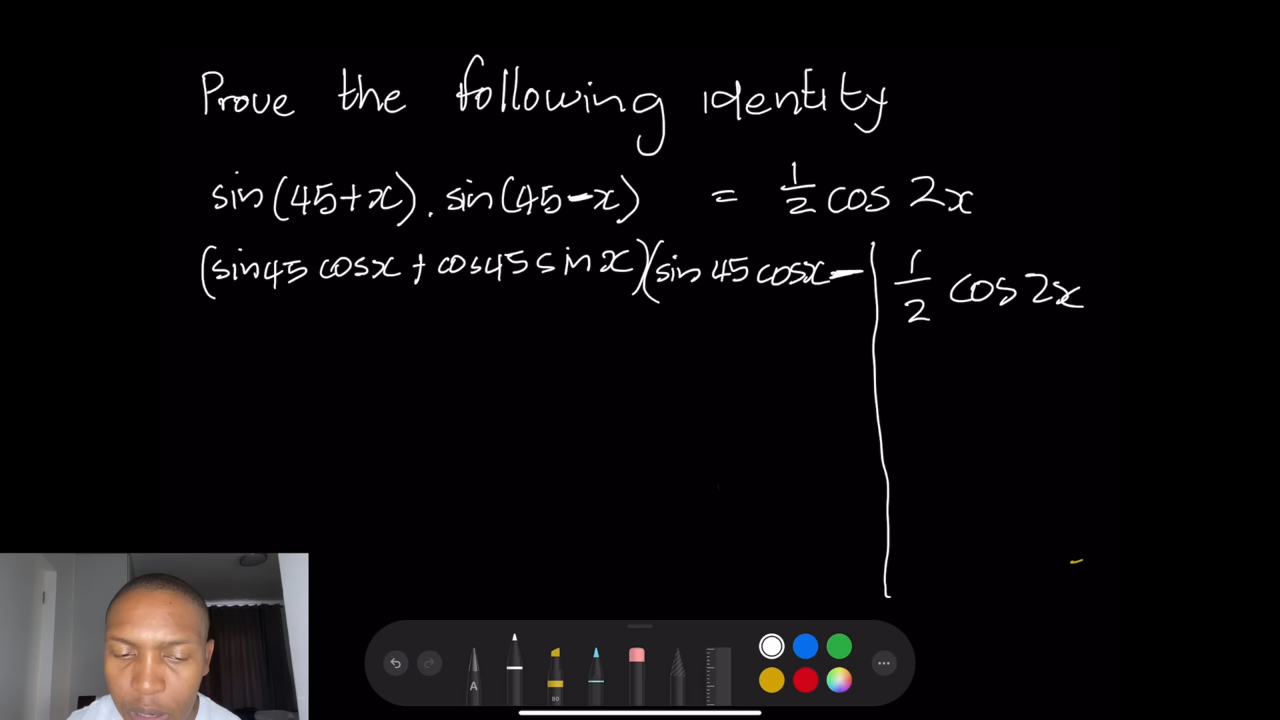 Prove the following identity
sin(45+x).sin(45-x) = 1/2 cos 2x
(sin45 cosx + cos45 sinx)(sin 45 cosx- | 1/2 cos 2x
A
80